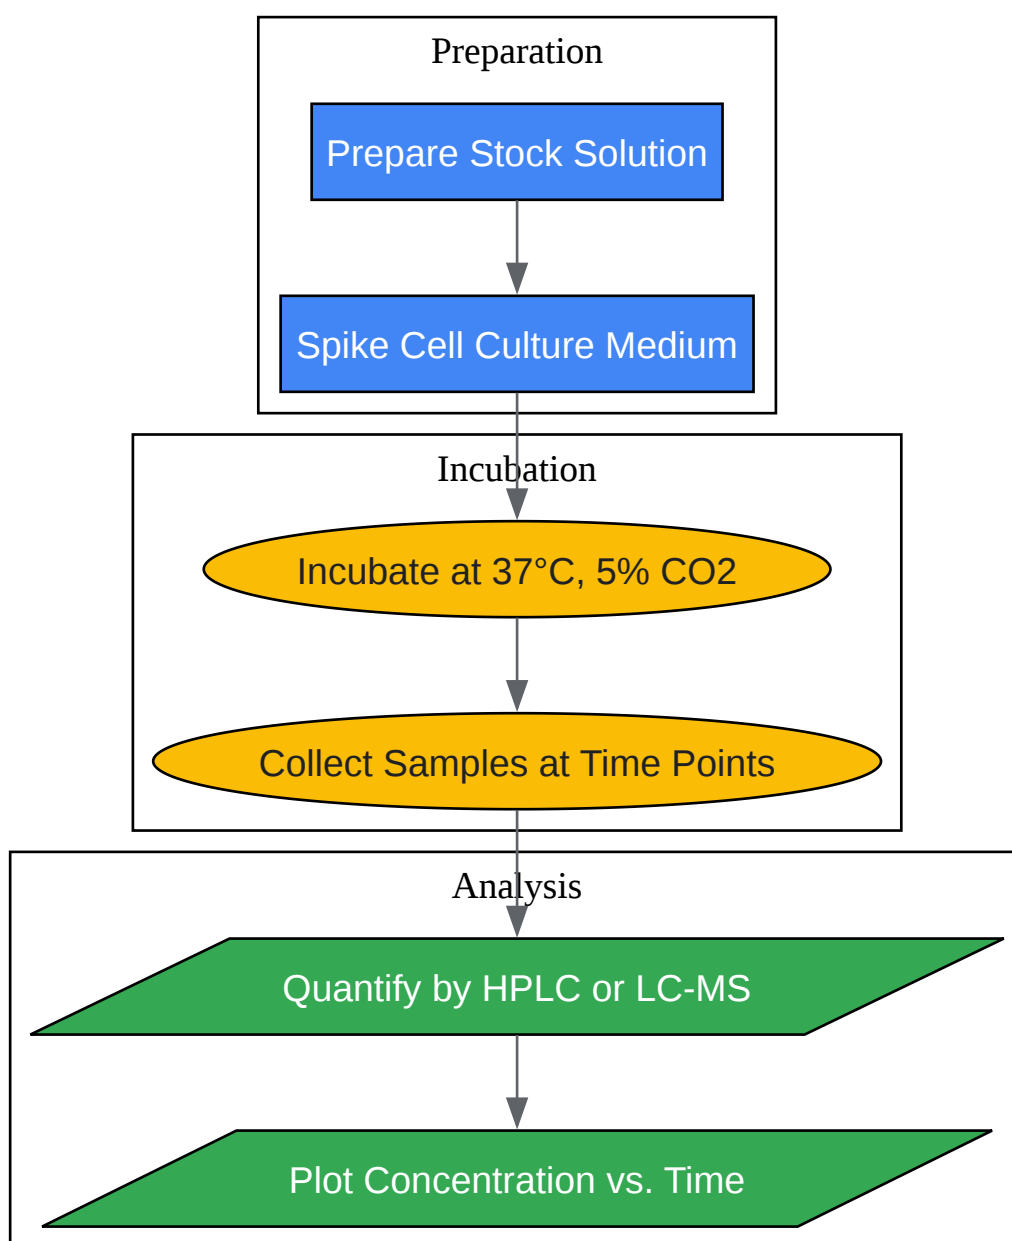 Preparation
Prepare Stock Solution
Spike Cell Culture Medium
Incubation
Incubate at 37°C, 5% CO2
Collect Samples at Time Points
Analysis
Quantify by HPLC or LC-MS
Plot Concentration vs. Time